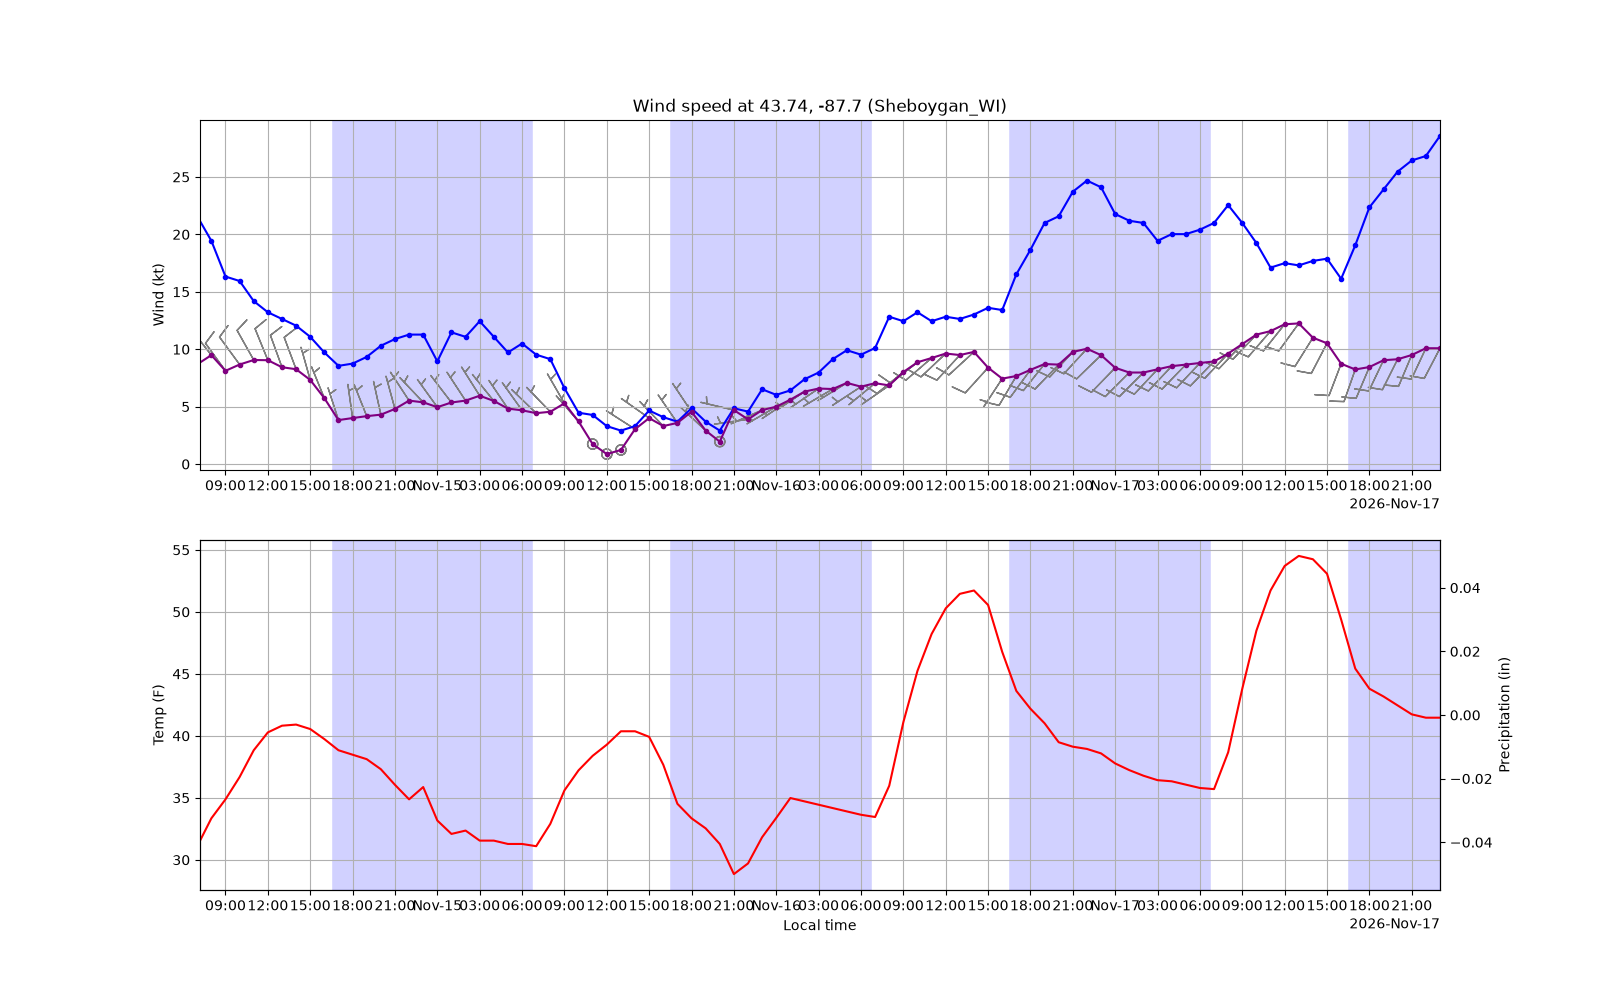 Wind speed at 43.74, -87.7 (Sheboygan_WI)
25
20
15
10
5
0
Wind (kt)
09:00 12:00 15:00 18:00 21:00 Nov-15 03:00 06:00 09:00 12:00 15:00 18:00 21:00 Nov-16 03:00 06:00 09:00 12:00 15:00 18:00 21:00 Nov-17 03:00 06:00 09:00 12:00 15:00 18:00 21:00
2026-Nov-17
55
50
45
40
35
30
Temp (F)
0.04
0.02
0.00
−0.02
−0.04
Precipitation (in)
09:00 12:00 15:00 18:00 21:00 Nov-15 03:00 06:00 09:00 12:00 15:00 18:00 21:00 Nov-16 03:00 06:00 09:00 12:00 15:00 18:00 21:00 Nov-17 03:00 06:00 09:00 12:00 15:00 18:00 21:00
Local time
2026-Nov-17